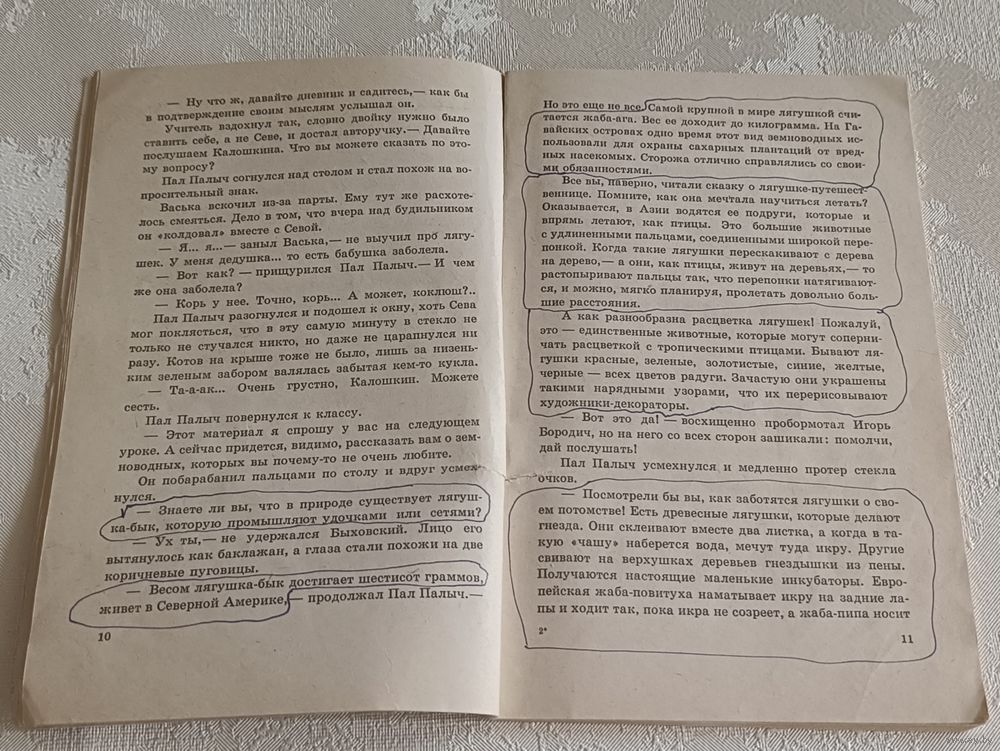 — Ну что ж, давайте дневник и садитесь,— как бы
в подтверждение своим мыслям услышал он.
Учитель вздохнул так, словно двойку нужно было
ставить себе, а не Севе, и достал авторучку.— Давайте
послушаем Калошкина. Что вы можете сказать по это-
му вопросу?
Пал Палыч согнулся над столом и стал похож на во-
просительный знак.
Васька вскочил из-за парты. Ему тут же расхоте-
лось смеяться. Дело в том, что вчера над будильником
он «колдовал» вместе с Севой.
— Я... я...— заныл Васька,— не выучил про лягу-
шек. У меня дедушка... то есть бабушка заболела.
— Вот как? — прищурился Пал Палыч.— И чем
же она заболела?
— Корь у нее. Точно, корь... А может, коклюш?..
Пал Палыч разогнулся и подошел к окну, хоть Сева
мог поклясться, что в эту самую минуту в стекло не
только не стучался никто, но даже не царапнулся ни
разу. Котов на крыше тоже не было, лишь за низень-
ким зеленым забором валялась забытая кем-то кукла.
— Та-а-ак... Очень грустно, Калошкин. Можете
сесть.
Пал Палыч повернулся к классу.
— Этот материал я спрошу у вас на следующем
уроке. А сейчас придется, видимо, рассказать вам о зем-
новодных, которых вы почему-то не очень любите.
Он побарабанил пальцами по столу и вдруг усмех-
нулся.
— Знаете ли вы, что в природе существует лягуш-
ка-бык, которую промышляют удочками или сетями?
— Ух ты,— не удержался Быховский. Лицо его
вытянулось как баклажан, а глаза стали похожи на две
коричневые пуговицы.
— Весом лягушка-бык достигает шестисот граммов,
живет в Северной Америке,— продолжал Пал Палыч.—
10
Но это еще не все. Самой крупной в мире лягушкой счи-
тается жаба-ага. Вес ее доходит до килограмма. На Га-
вайских островах одно время этот вид земноводных ис-
пользовали для охраны сахарных плантаций от вред-
ных насекомых. Сторожа отлично справлялись со свои-
ми обязанностями.
Все вы, наверно, читали сказку о лягушке-путешест-
веннице. Помните, как она мечтала научиться летать?
Оказывается, в Азии водятся ее подруги, которые и
впрямь летают, как птицы. Это большие животные
с удлиненными пальцами, соединенными широкой пере-
понкой. Когда такие лягушки перескакивают с дерева
на дерево,— а они, как птицы, живут на деревьях,— то
растопыривают пальцы так, что перепонки натягивают-
ся, и можно, мягко планируя, пролетать довольно боль-
шие расстояния.
А как разнообразна расцветка лягушек! Пожалуй,
это — единственные животные, которые могут соперни-
чать расцветкой с тропическими птицами. Бывают ля-
гушки красные, зеленые, золотистые, синие, желтые,
черные — всех цветов радуги. Зачастую они украшены
такими нарядными узорами, что их перерисовывают
художники-декораторы.
— Вот это да! — восхищенно пробормотал Игорь
Бородич, но на него со всех сторон зашикали: помолчи,
дай послушать!
Пал Палыч усмехнулся и медленно протер стекла
очков.
— Посмотрели бы вы, как заботятся лягушки о сво-
ем потомстве! Есть древесные лягушки, которые делают
гнезда. Они склеивают вместе два листка, а когда в та-
кую «чашу» наберется вода, мечут туда икру. Другие
свивают на верхушках деревьев гнездышки из пены.
Получаются настоящие маленькие инкубаторы. Евро-
пейская жаба-повитуха наматывает икру на задние ла-
пы и ходит так, пока икра не созреет, а жаба-пипа носит
2*
11